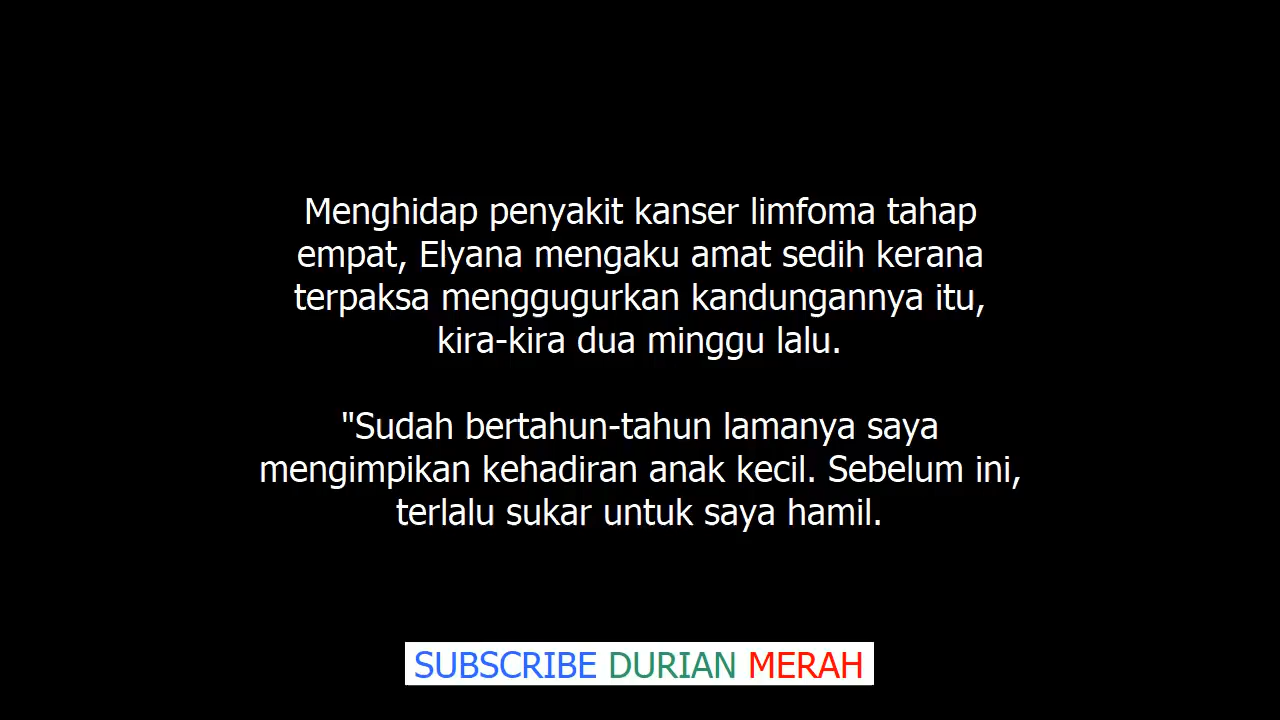 Menghidap penyakit kanser limfoma tahap
empat, Elyana mengaku amat sedih kerana
terpaksa menggugurkan kandungannya itu,
kira-kira dua minggu lalu.
"Sudah bertahun-tahun lamanya saya
mengimpikan kehadiran anak kecil. Sebelum ini,
terlalu sukar untuk saya hamil.
SUBSCRIBE DURIAN MERAH